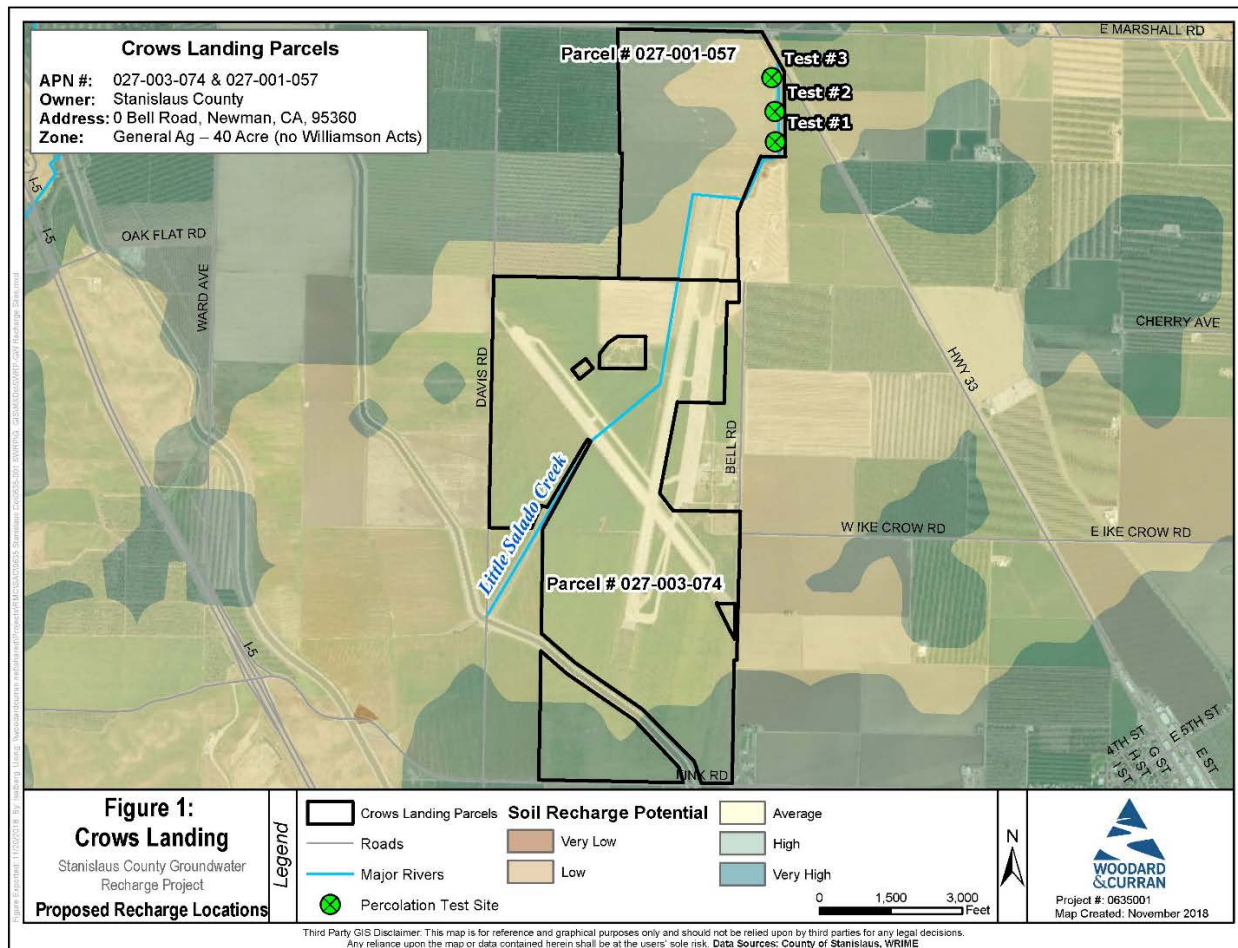 Crows Landing Parcels
APN #: 027-003-074 & 027-001-057
Owner: Stanislaus County
Address: 0 Bell Road, Newman, CA, 95360
Zone: General Ag – 40 Acre (no Williamson Acts)
Parcel # 027-001-057
E MARSHALL RD
Test #3
Test #2
Test #1
I-5
I-5
OAK FLAT RD
WARD AVE
DAVIS RD
CHERRY AVE
HWY 33
BELL RD
Little Salado Creek
W IKE CROW RD
E IKE CROW RD
Parcel # 027-003-074
I-5
FINK RD
4TH ST
E 5TH ST
I ST
H ST
G ST
E ST
Figure 1:
Crows Landing
Stanislaus County Groundwater
Recharge Project
Proposed Recharge Locations
Legend
Crows Landing Parcels
Roads
Major Rivers
Percolation Test Site
Soil Recharge Potential
Very Low
Low
Average
High
Very High
N
0 1,500 3,000
Feet
WOODARD
&CURRAN
Project #: 0635001
Map Created: November 2018
Third Party GIS Disclaimer: This map is for reference and graphical purposes only and should not be relied upon by third parties for any legal decisions.
Any reliance upon the map or data contained herein shall be at the users' sole risk. Data Sources: County of Stanislaus, WRIME